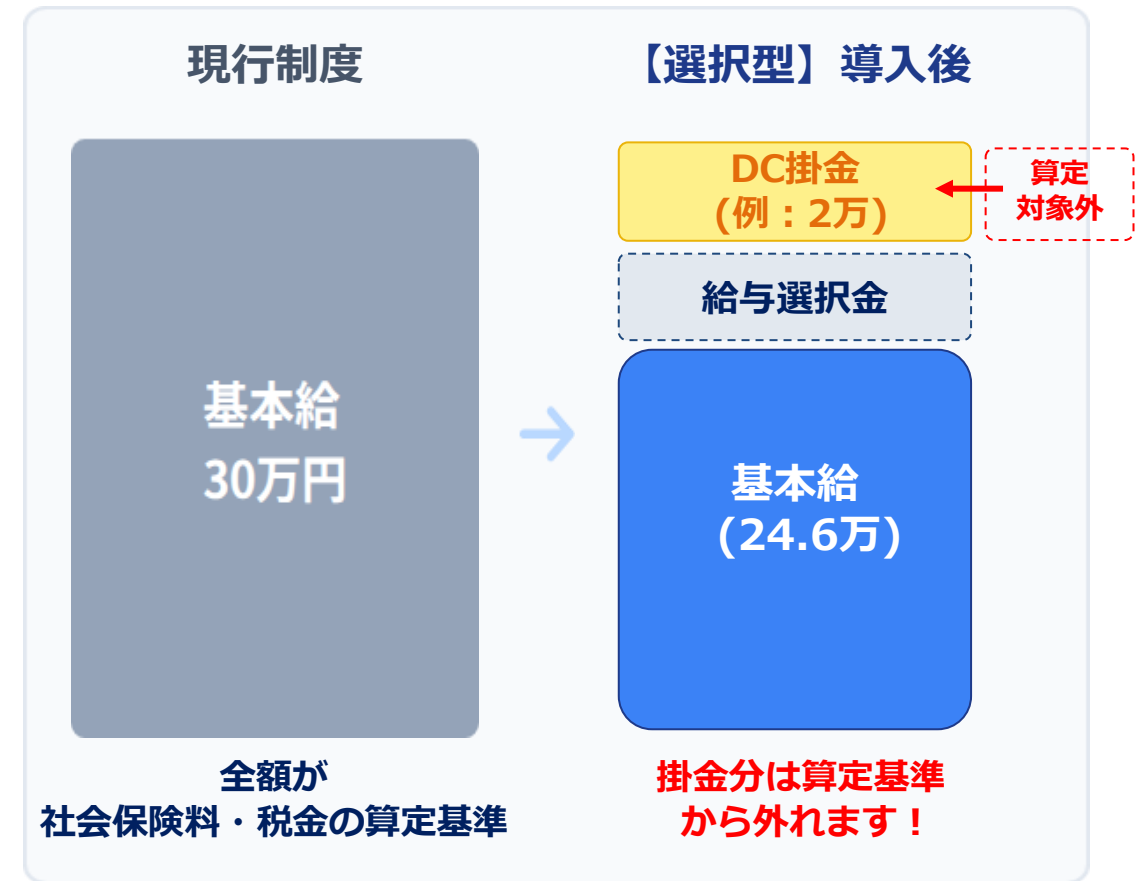 現行制度
基本給
30万円
全額が
社会保険料・税金の算定基準
【選択型】導入後
DC掛金
(例：2万)
算定
対象外
給与選択金
基本給
(24.6万)
掛金分は算定基準
から外れます！